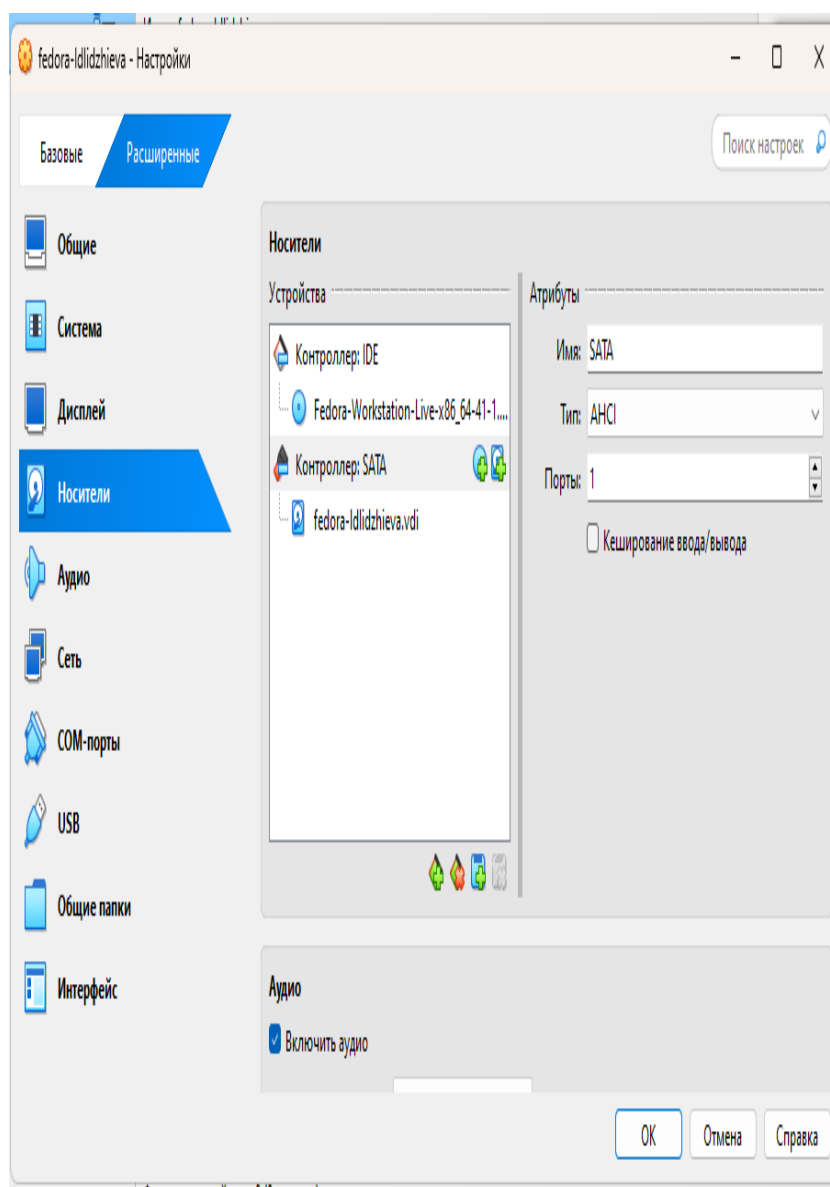 fedora-ldlidzhieva - Настройки
Базовые
Расширенные
Поиск настроек
Общие
Система
Дисплей
Носители
Аудио
Сеть
COM-порты
USB
Общие папки
Интерфейс
Носители
Устройства
Контроллер: IDE
Fedora-Workstation-Live-x86_64-41-1....
Контроллер: SATA
fedora-ldlidzhieva.vdi
Атрибуты
Имя: SATA
Тип: AHCI
Порты: 1
Кеширование ввода/вывода
Аудио
Включить аудио
OK
Отмена
Справка